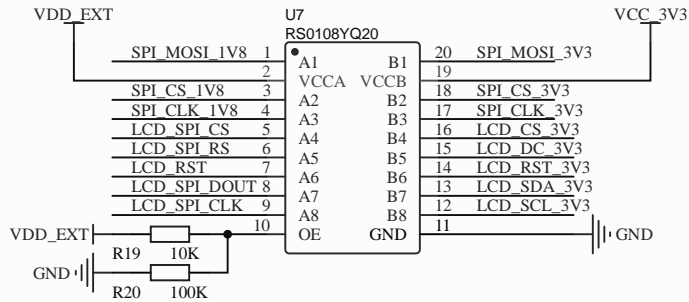 VDD_EXT U7 VCC_3V3
RS0108YQ20
SPI_MOSI_1V8 1 A1 B1 20 SPI_MOSI_3V3
2 VCCA VCCB 19
SPI_CS_1V8 3 A2 B2 18 SPI_CS_3V3
SPI_CLK_1V8 4 A3 B3 17 SPI_CLK_3V3
LCD_SPI_CS 5 A4 B4 16 LCD_CS_3V3
LCD_SPI_RS 6 A5 B5 15 LCD_DC_3V3
LCD_RST 7 A6 B6 14 LCD_RST_3V3
LCD_SPI_DOUT 8 A7 B7 13 LCD_SDA_3V3
LCD_SPI_CLK 9 A8 B8 12 LCD_SCL_3V3
VDD_EXT 10 OE GND 11 GND
R19 10K
GND
R20 100K